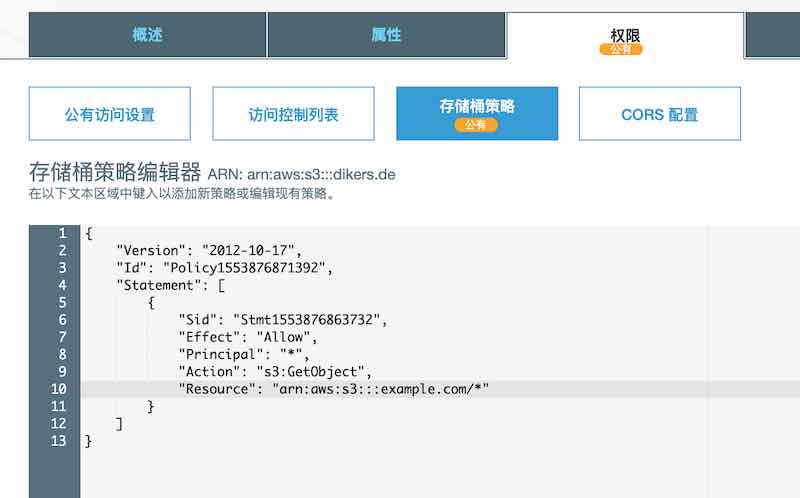 概述
属性
权限
公有
公有访问设置
访问控制列表
存储桶策略
公有
CORS 配置
存储桶策略编辑器 ARN: arn:aws:s3:::dikers.de
在以下文本区域中键入以添加新策略或编辑现有策略。
1 {
2 "Version": "2012-10-17",
3 "Id": "Policy1553876871392",
4 "Statement": [
5 {
6 "Sid": "Stmt1553876863732",
7 "Effect": "Allow",
8 "Principal": "*",
9 "Action": "s3:GetObject",
10 "Resource": "arn:aws:s3:::example.com/*"
11 }
12 ]
13 }